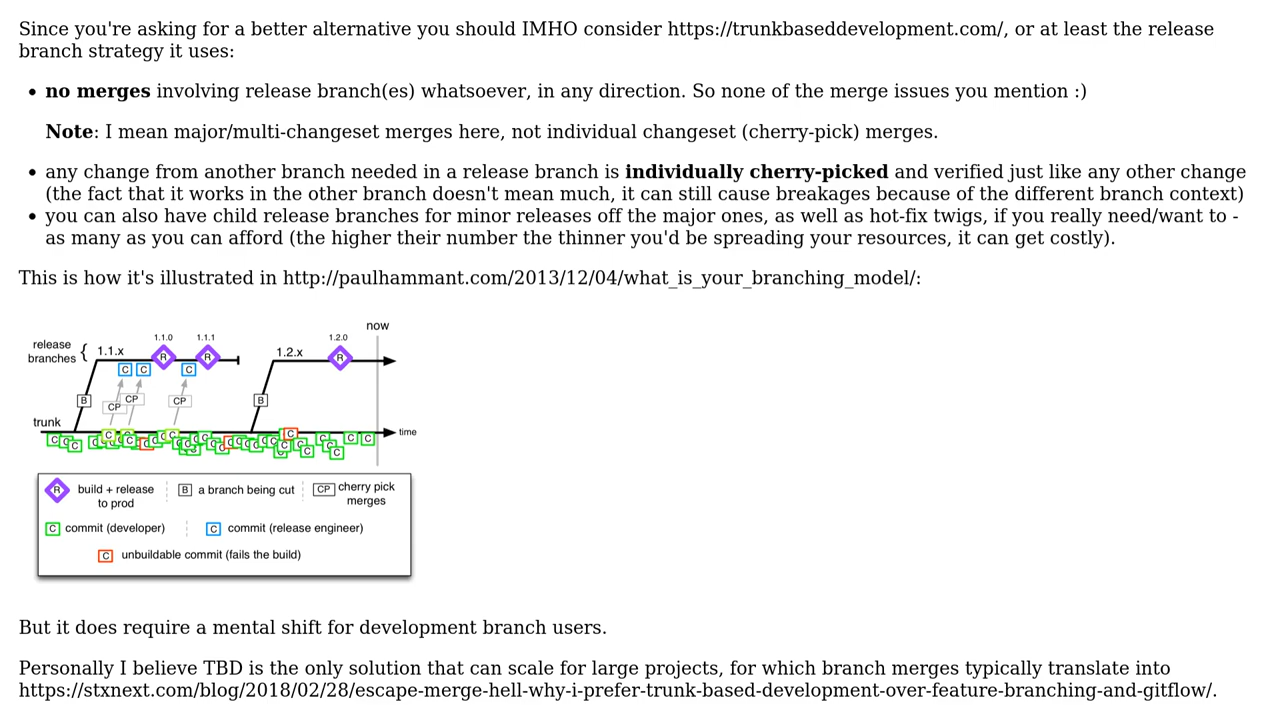 Since you're asking for a better alternative you should IMHO consider https://trunkbaseddevelopment.com/, or at least the release
branch strategy it uses:
• no merges involving release branch(es) whatsoever, in any direction. So none of the merge issues you mention :)
Note: I mean major/multi-changeset merges here, not individual changeset (cherry-pick) merges.
• any change from another branch needed in a release branch is individually cherry-picked and verified just like any other change
(the fact that it works in the other branch doesn't mean much, it can still cause breakages because of the different branch context)
• you can also have child release branches for minor releases off the major ones, as well as hot-fix twigs, if you really need/want to -
as many as you can afford (the higher their number the thinner you'd be spreading your resources, it can get costly).
This is how it's illustrated in http://paulhammant.com/2013/12/04/what_is_your_branching_model/:
now
1.1.0 1.1.1 1.2.0
release
branches { 1.1.x R R 1.2.x R
C C C
B CP CP CP B
trunk
time
C C C C C C C C C C C C C C C C C C C C C C
R build + release
to prod
B a branch being cut
CP cherry pick
merges
C commit (developer) C commit (release engineer)
C unbuildable commit (fails the build)
But it does require a mental shift for development branch users.
Personally I believe TBD is the only solution that can scale for large projects, for which branch merges typically translate into
https://stxnext.com/blog/2018/02/28/escape-merge-hell-why-i-prefer-trunk-based-development-over-feature-branching-and-gitflow/.